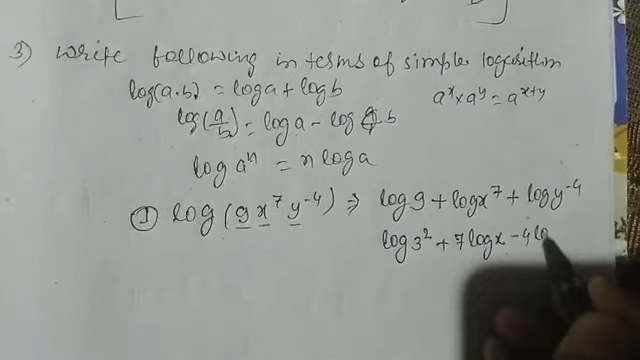 3) Write following in terms of simple logarithm
log(a.b) = log a + log b
a^x × a^y = a^x+y
log(a/b) = log a - log b
log a^n = n log a
① log (9 x^7 y^-4) ⇒ log 9 + log x^7 + log y^-4
log 3^2 + 7 log x - 4 lo